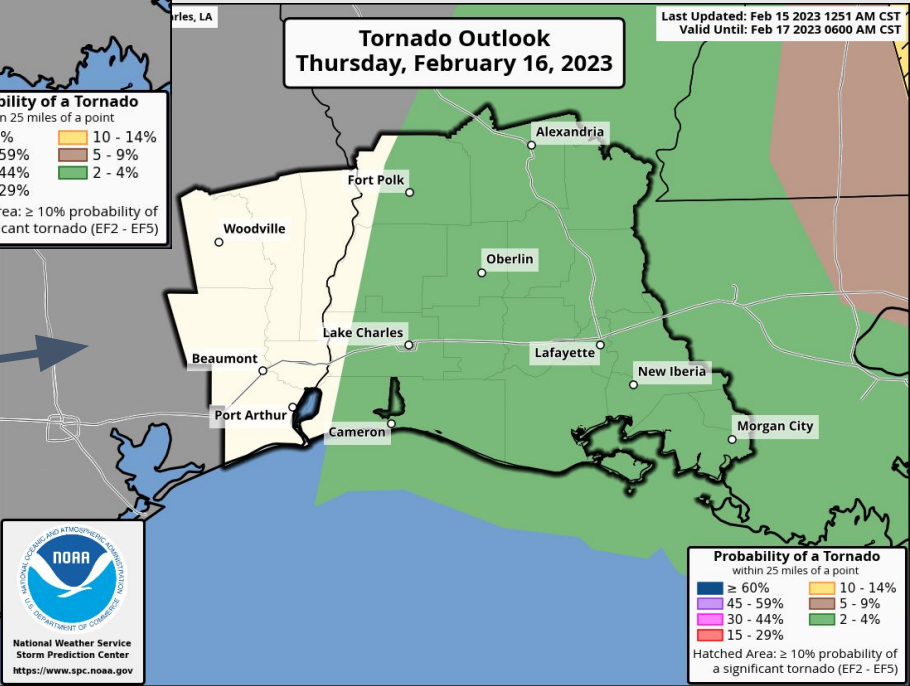 arles, LA
Tornado Outlook
Thursday, February 16, 2023
Last Updated: Feb 15 2023 1251 AM CST
Valid Until: Feb 17 2023 0600 AM CST
bility of a Tornado
n 25 miles of a point
%
10 - 14%
59%
5 - 9%
44%
2 - 4%
29%
rea: ≥ 10% probability of
cant tornado (EF2 - EF5)
Alexandria
Fort Polk
Woodville
Oberlin
Lake Charles
Lafayette
Beaumont
New Iberia
Port Arthur
Cameron
Morgan City
NATIONAL OCEANIC AND ATMOSPHERIC ADMINISTRATION
NOAA
U.S. DEPARTMENT OF COMMERCE
National Weather Service
Storm Prediction Center
https://www.spc.noaa.gov
Probability of a Tornado
within 25 miles of a point
≥ 60%
10 - 14%
45 - 59%
5 - 9%
30 - 44%
2 - 4%
15 - 29%
Hatched Area: ≥ 10% probability of
a significant tornado (EF2 - EF5)